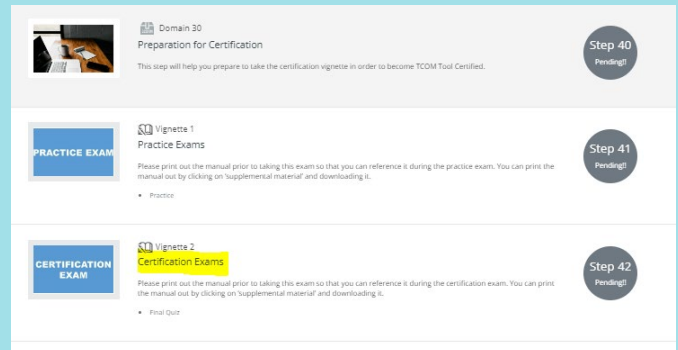 Domain 30
Preparation for Certification
This step will help you prepare to take the certification vignette in order to become TCOM Tool Certified.
Step 40
Pending!!
PRACTICE EXAM
Vignette 1
Practice Exams
Please print out the manual prior to taking this exam so that you can reference it during the practice exam. You can print the
manual out by clicking on 'supplemental material' and downloading it.
• Practice
Step 41
Pending!!
CERTIFICATION
EXAM
Vignette 2
Certification Exams
Please print out the manual prior to taking this exam so that you can reference it during the certification exam. You can print
the manual out by clicking on 'supplemental material' and downloading it.
• Final Quiz
Step 42
Pending!!